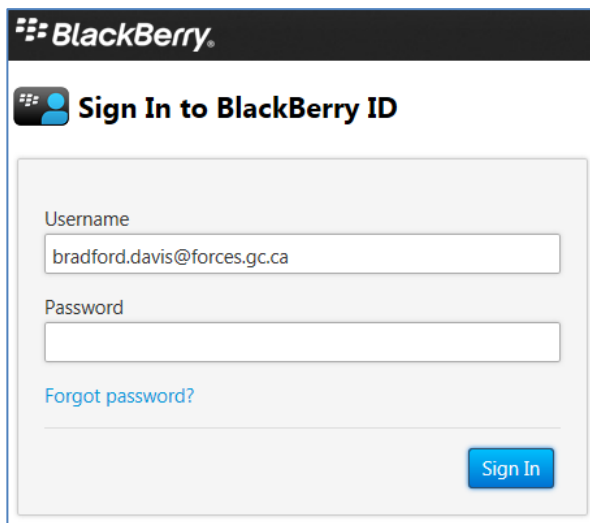 BlackBerry®
Sign In to BlackBerry ID
Username
bradford.davis@forces.gc.ca
Password
Forgot password?
Sign In